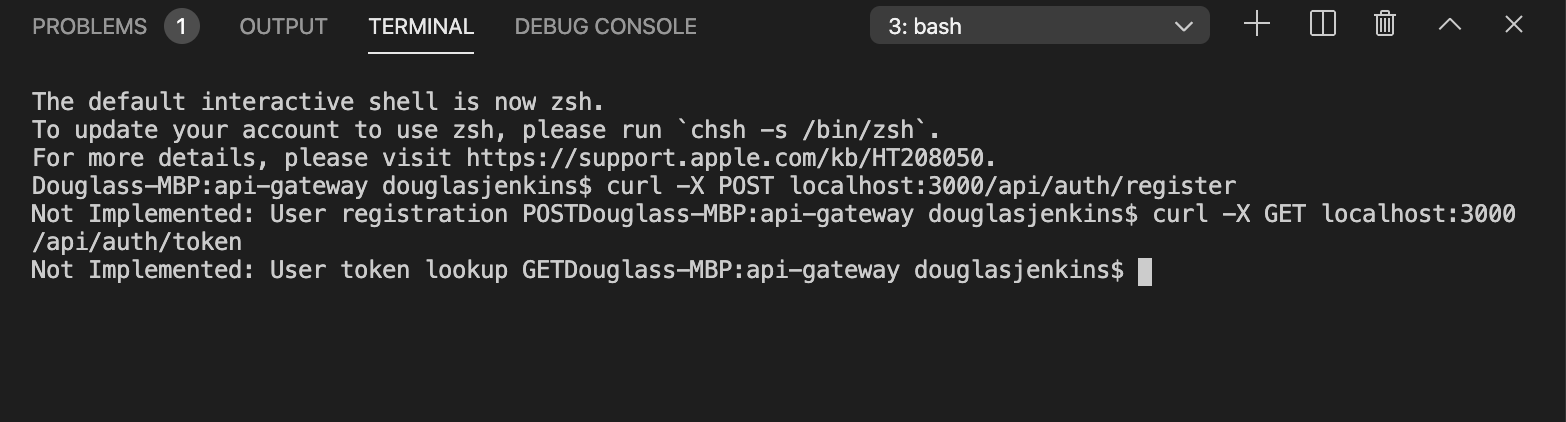 PROBLEMS 1 OUTPUT TERMINAL DEBUG CONSOLE 3: bash
The default interactive shell is now zsh.
To update your account to use zsh, please run `chsh -s /bin/zsh`.
For more details, please visit https://support.apple.com/kb/HT208050.
Douglass-MBP:api-gateway douglasjenkins$ curl -X POST localhost:3000/api/auth/register
Not Implemented: User registration POSTDouglass-MBP:api-gateway douglasjenkins$ curl -X GET localhost:3000
/api/auth/token
Not Implemented: User token lookup GETDouglass-MBP:api-gateway douglasjenkins$